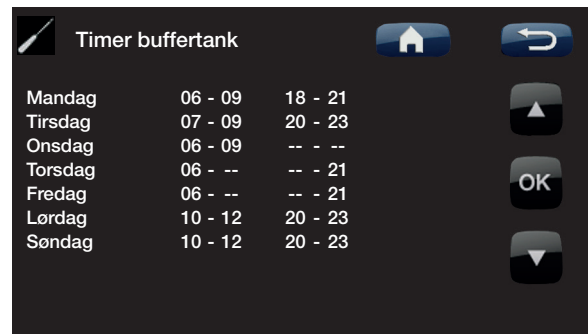 Timer buffertank
Mandag 06 - 09 18 - 21
Tirsdag 07 - 09 20 - 23
Onsdag 06 - 09 -- - --
Torsdag 06 - -- -- - 21
Fredag 06 - -- -- - 21
Lørdag 10 - 12 20 - 23
Søndag 10 - 12 20 - 23
OK